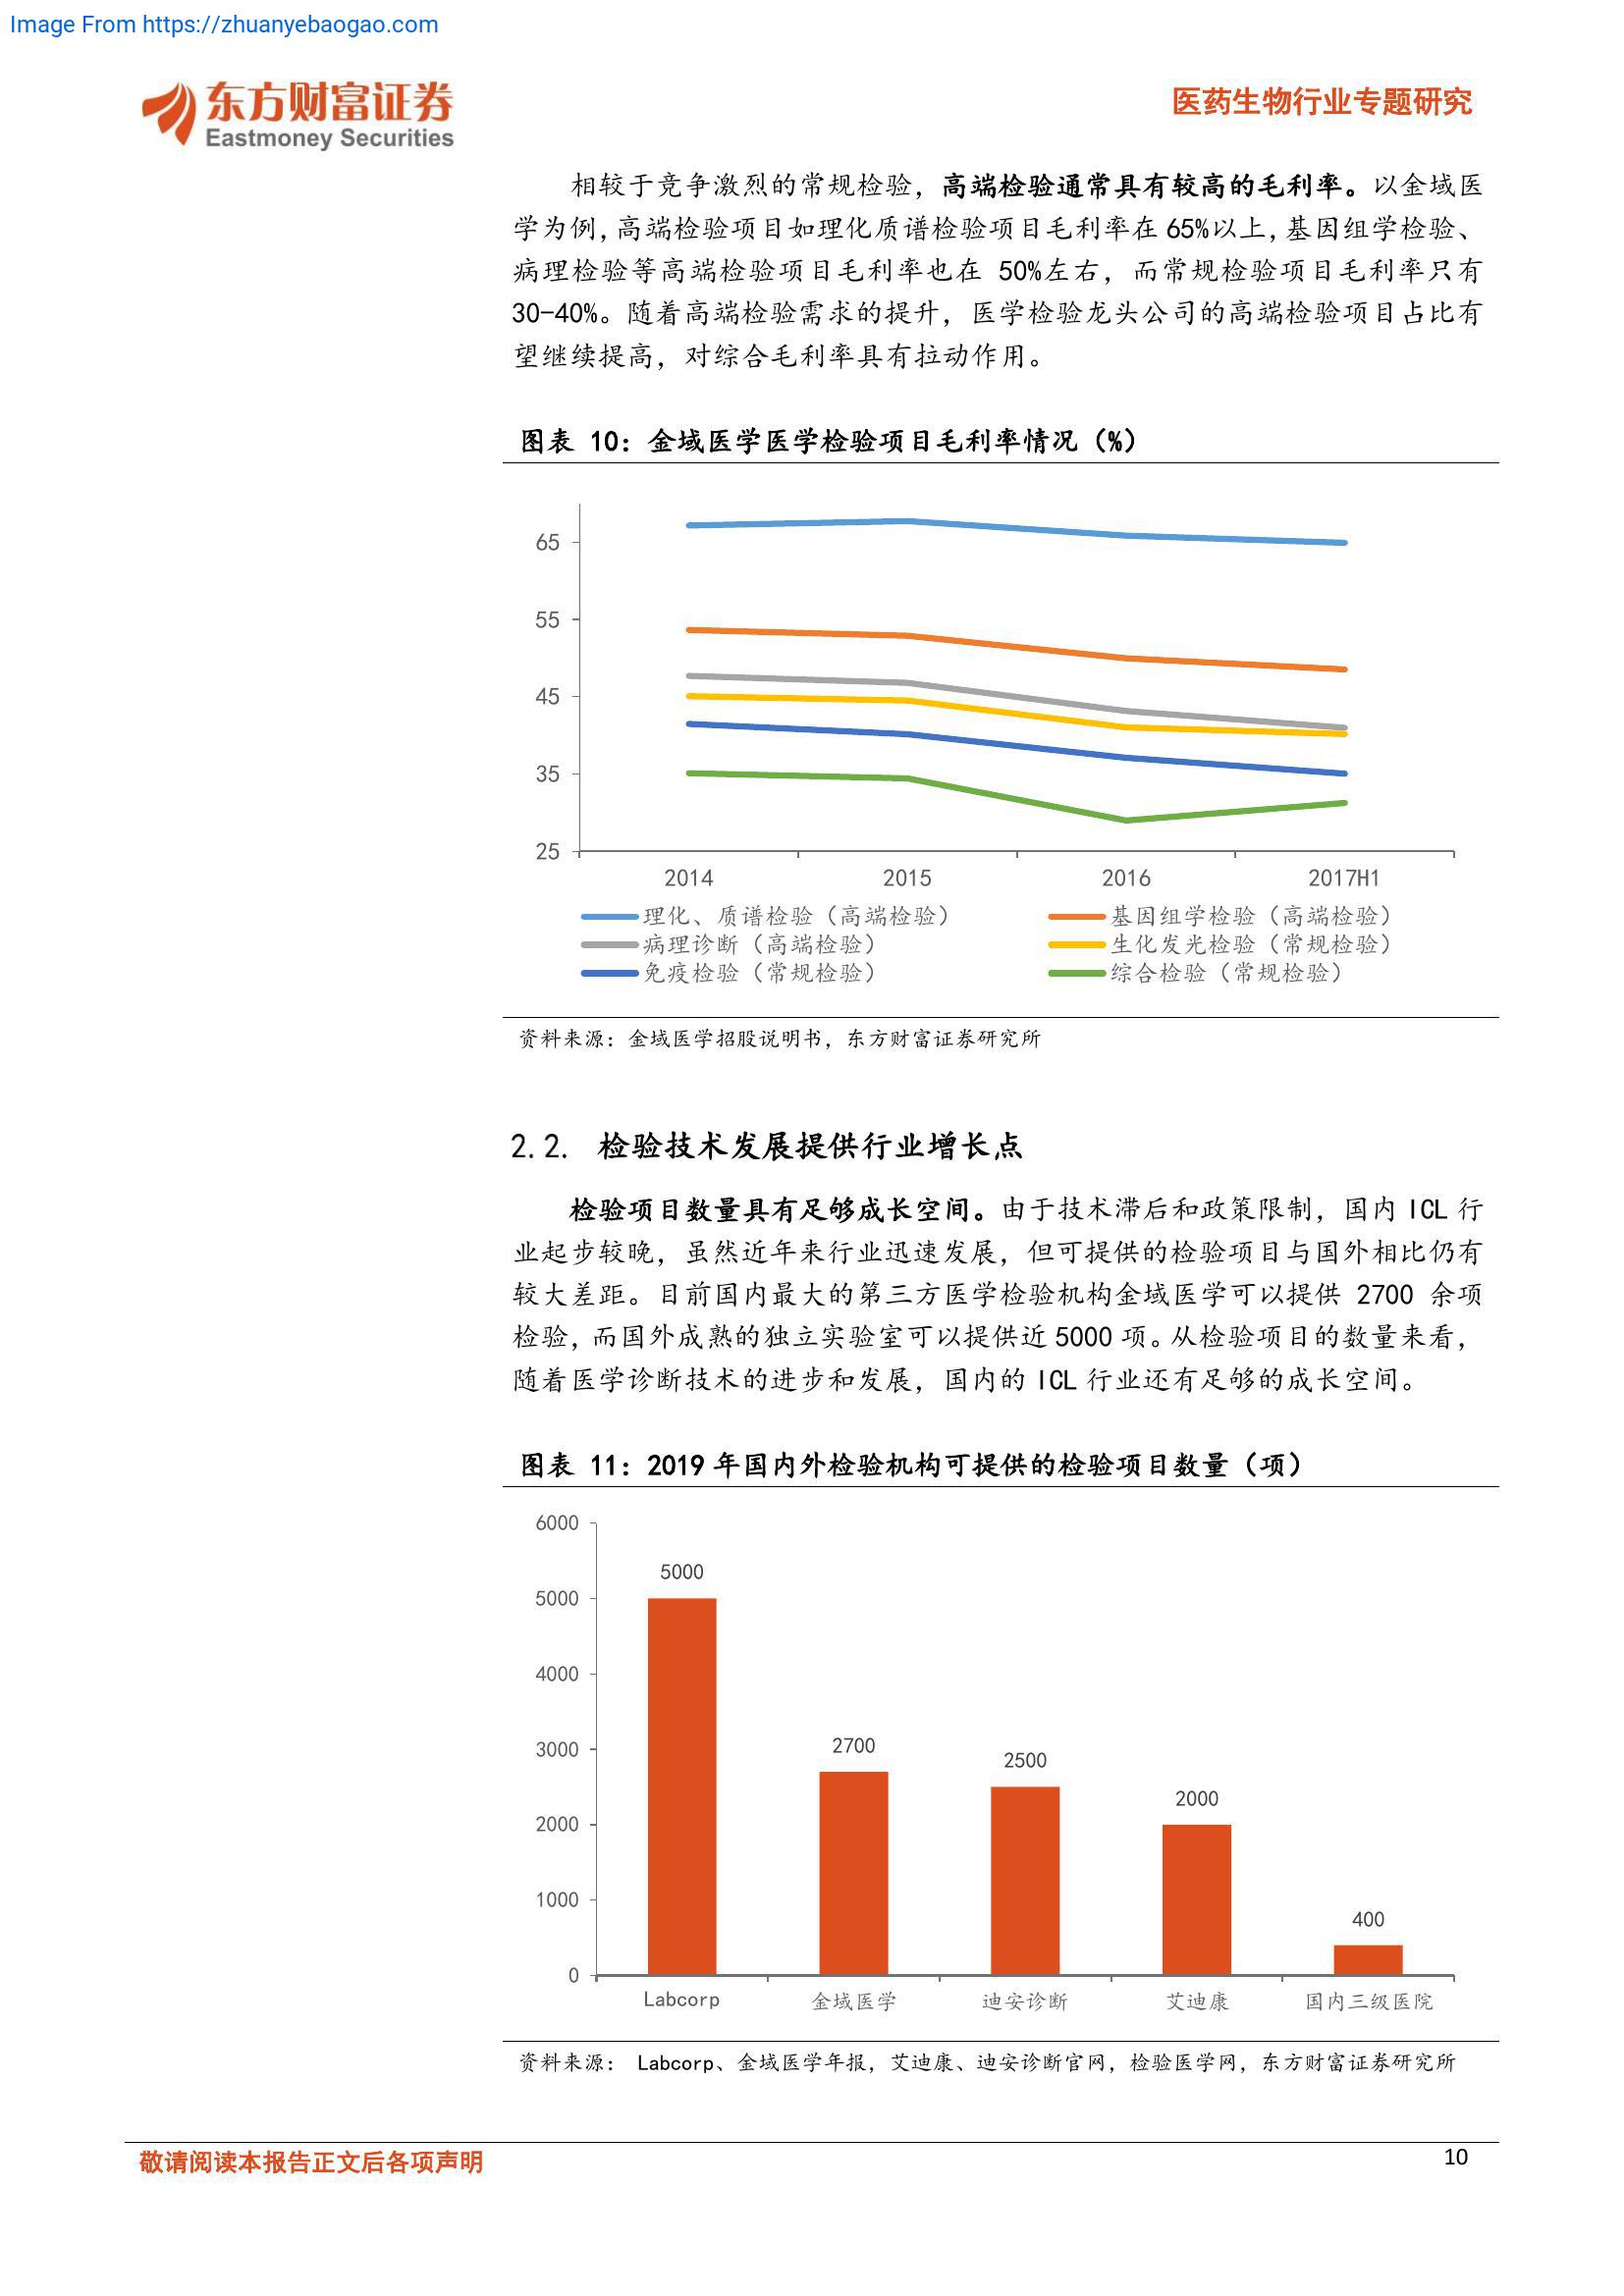 Image From https://zhuanyebaogao.com
东方财富证券
Eastmoney Securities
医药生物行业专题研究
相较于竞争激烈的常规检验，高端检验通常具有较高的毛利率。以金域医
学为例，高端检验项目如理化质谱检验项目毛利率在 65%以上，基因组学检验、
病理检验等高端检验项目毛利率也在 50%左右，而常规检验项目毛利率只有
30-40%。随着高端检验需求的提升，医学检验龙头公司的高端检验项目占比有
望继续提高，对综合毛利率具有拉动作用。
图表 10：金域医学医学检验项目毛利率情况（%）
65
55
45
35
25
2014 2015 2016 2017H1
理化、质谱检验（高端检验） 基因组学检验（高端检验）
病理诊断（高端检验） 生化发光检验（常规检验）
免疫检验（常规检验） 综合检验（常规检验）
资料来源：金域医学招股说明书，东方财富证券研究所
2.2. 检验技术发展提供行业增长点
检验项目数量具有足够成长空间。由于技术滞后和政策限制，国内 ICL 行
业起步较晚，虽然近年来行业迅速发展，但可提供的检验项目与国外相比仍有
较大差距。目前国内最大的第三方医学检验机构金域医学可以提供 2700 余项
检验，而国外成熟的独立实验室可以提供近 5000 项。从检验项目的数量来看，
随着医学诊断技术的进步和发展，国内的 ICL 行业还有足够的成长空间。
图表 11：2019 年国内外检验机构可提供的检验项目数量（项）
6000
5000
4000
3000
2000
1000
0
5000
2700
2500
2000
400
Labcorp 金域医学 迪安诊断 艾迪康 国内三级医院
资料来源： Labcorp、金域医学年报，艾迪康、迪安诊断官网，检验医学网，东方财富证券研究所
敬请阅读本报告正文后各项声明
10